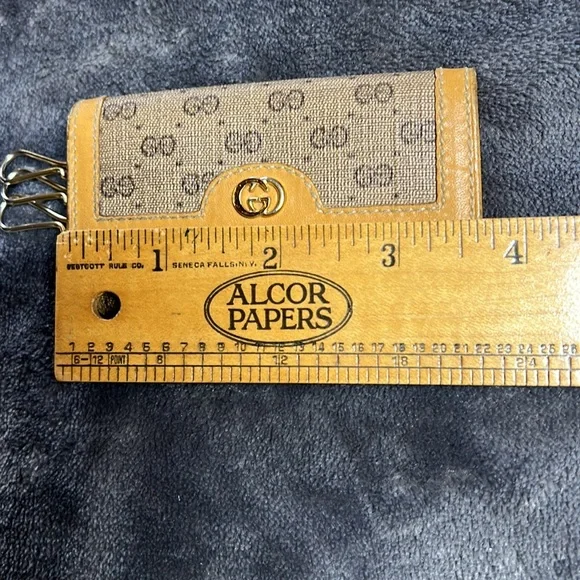 1 2 3 4
WESTCOTT RULE CO. SENECA FALLS, N.Y.
ALCOR
PAPERS
1 2 3 4 5 6 7 8 9 10 11 12 13 14 15 16 17 18 19 20 21 22 23 24 25 26
6-12 POINT 6 12 18 24